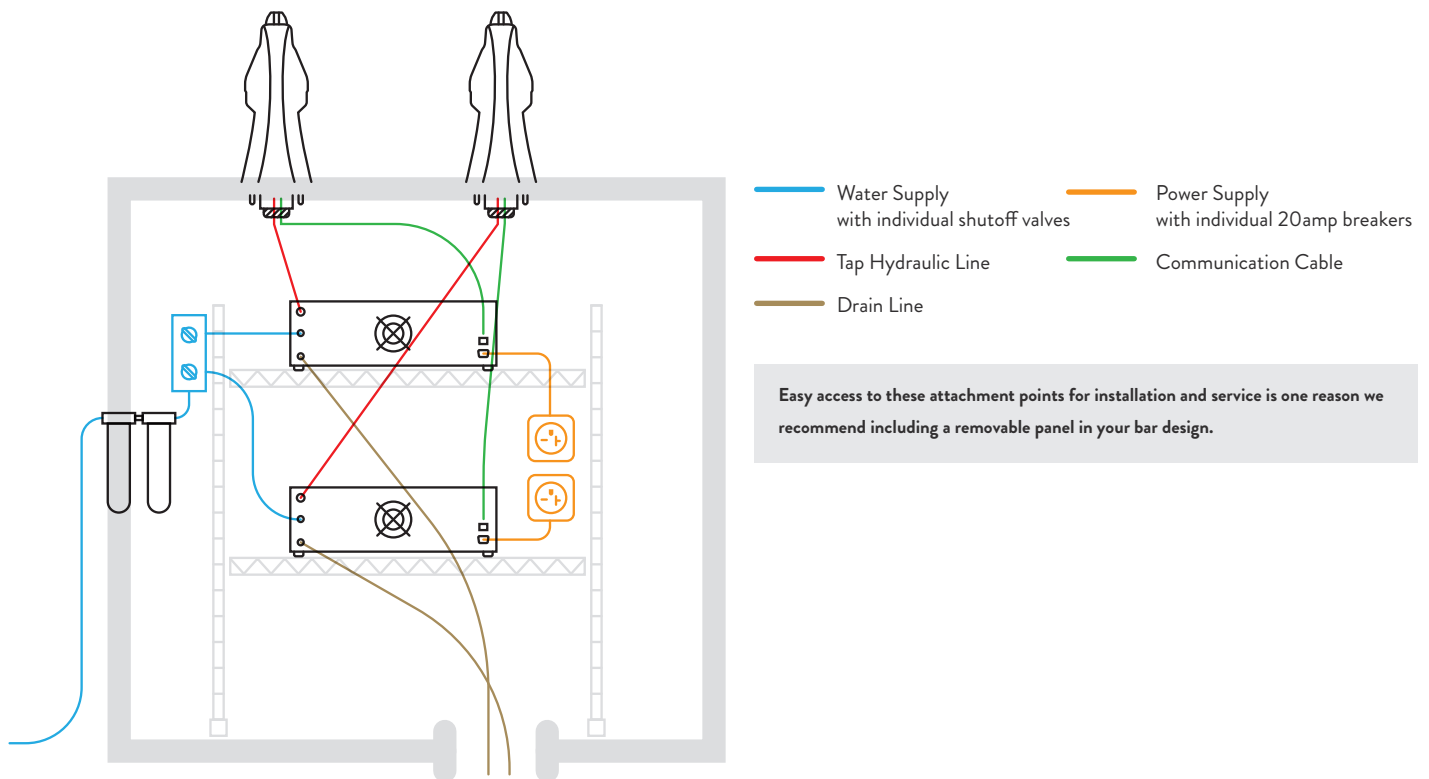 Water Supply
with individual shutoff valves
Power Supply
with individual 20amp breakers
Tap Hydraulic Line
Communication Cable
Drain Line
Easy access to these attachment points for installation and service is one reason we
recommend including a removable panel in your bar design.